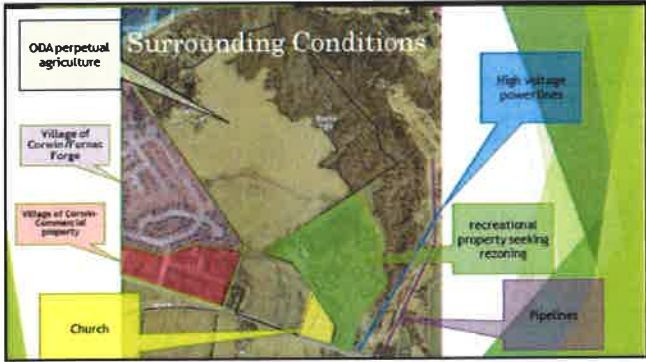 Surrounding Conditions
ODA perpetual
agriculture
High voltage
powerlines
Village of
Corwin/Furnas
Forge
Village of Corwin-
Commercial
property
recreational
property seeking
rezoning
Church
Pipelines